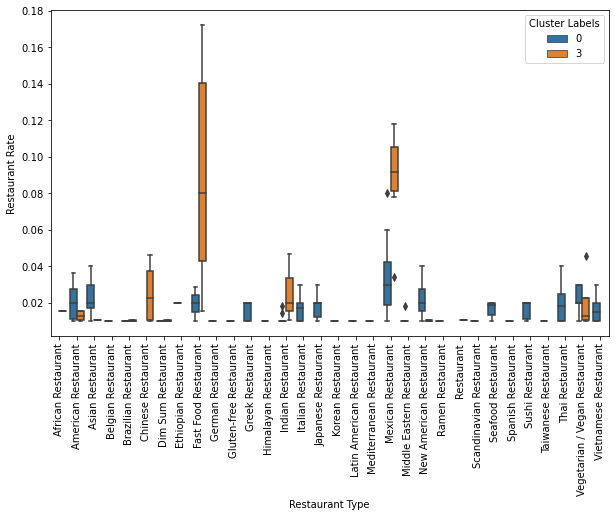 Cluster Labels
0
3
0.18
0.16
0.14
0.12
0.10
0.08
0.06
0.04
0.02
Restaurant Rate
African Restaurant
American Restaurant
Asian Restaurant
Belgian Restaurant
Brazilian Restaurant
Chinese Restaurant
Dim Sum Restaurant
Ethiopian Restaurant
Fast Food Restaurant
German Restaurant
Gluten-free Restaurant
Greek Restaurant
Himalayan Restaurant
Indian Restaurant
Italian Restaurant
Japanese Restaurant
Korean Restaurant
Latin American Restaurant
Mediterranean Restaurant
Mexican Restaurant
Middle Eastern Restaurant
New American Restaurant
Ramen Restaurant
Restaurant
Scandinavian Restaurant
Seafood Restaurant
Spanish Restaurant
Sushi Restaurant
Taiwanese Restaurant
Thai Restaurant
Vegetarian / Vegan Restaurant
Vietnamese Restaurant
Restaurant Type